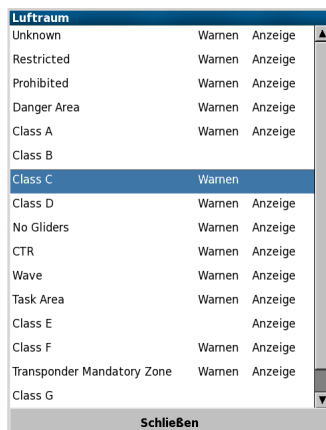 Luftraum
Unknown Warnen Anzeige
Restricted Warnen Anzeige
Prohibited Warnen Anzeige
Danger Area Warnen Anzeige
Class A Warnen Anzeige
Class B
Class C Warnen
Class D Warnen Anzeige
No Gliders Warnen Anzeige
CTR Warnen Anzeige
Wave Warnen Anzeige
Task Area Warnen Anzeige
Class E Anzeige
Class F Warnen Anzeige
Transponder Mandatory Zone Warnen Anzeige
Class G
Schließen